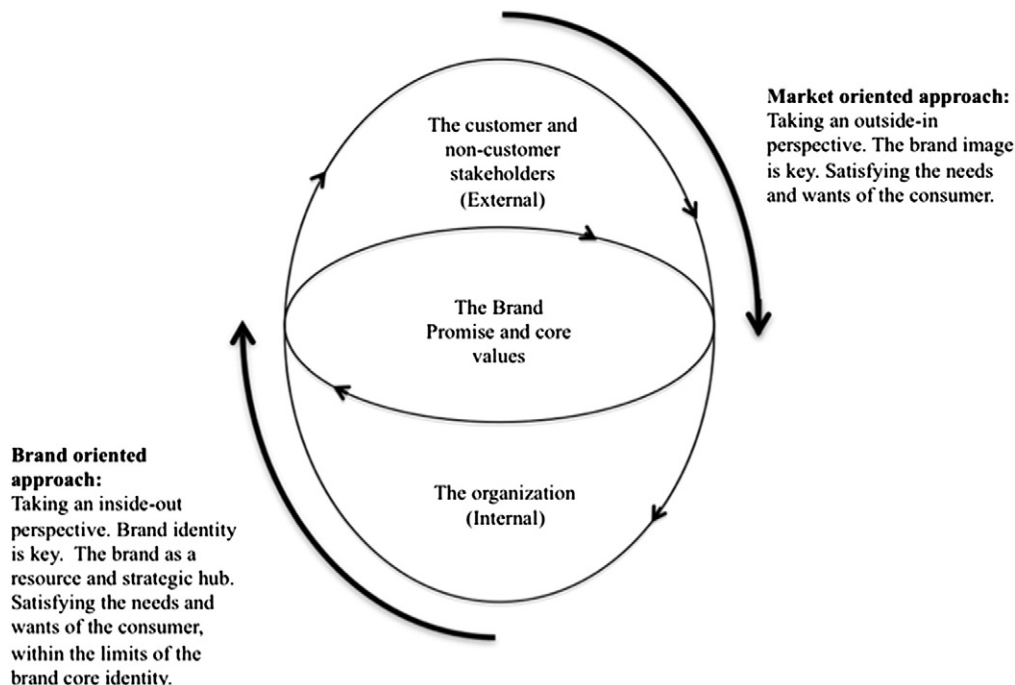 Market oriented approach:
Taking an outside-in
perspective. The brand image
is key. Satisfying the needs
and wants of the consumer.
The customer and
non-customer
stakeholders
(External)
The Brand
Promise and core
values
The organization
(Internal)
Brand oriented
approach:
Taking an inside-out
perspective. Brand identity
is key. The brand as a
resource and strategic hub.
Satisfying the needs and
wants of the consumer,
within the limits of the
brand core identity.